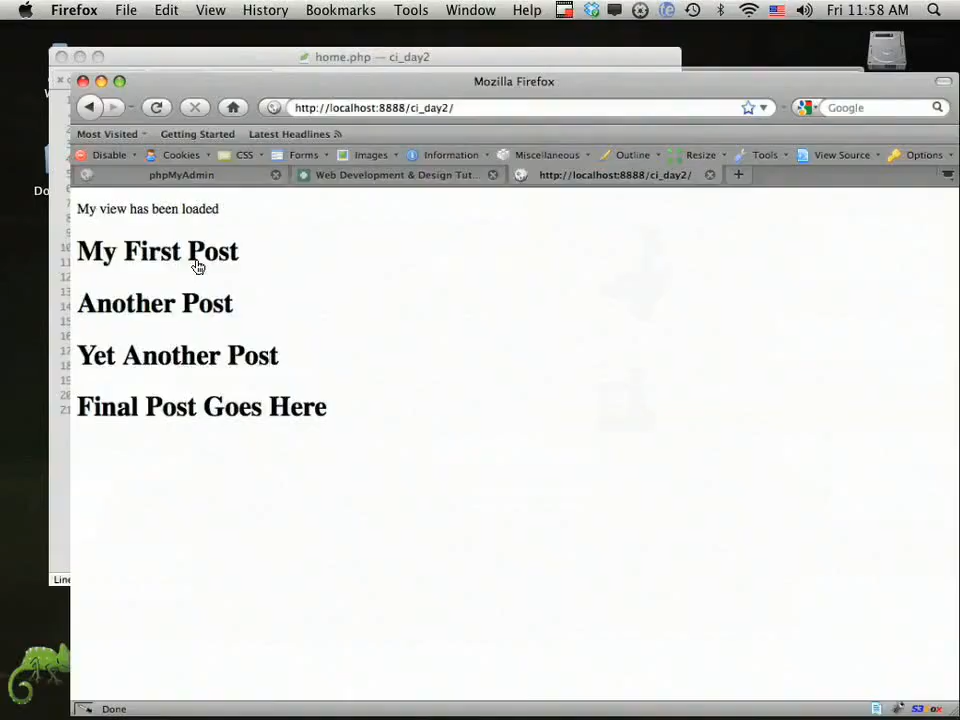 Firefox File Edit View History Bookmarks Tools Window Help Fri 11:58 AM
home.php — ci_day2
Mozilla Firefox
http://localhost:8888/ci_day2/ Google
Most Visited Getting Started Latest Headlines
Disable Cookies CSS Forms Images Information Miscellaneous Outline Resize Tools View Source Options
phpMyAdmin Web Development & Design Tut... http://localhost:8888/ci_day2/
My view has been loaded
My First Post
Another Post
Yet Another Post
Final Post Goes Here
Line
Done S3Fox